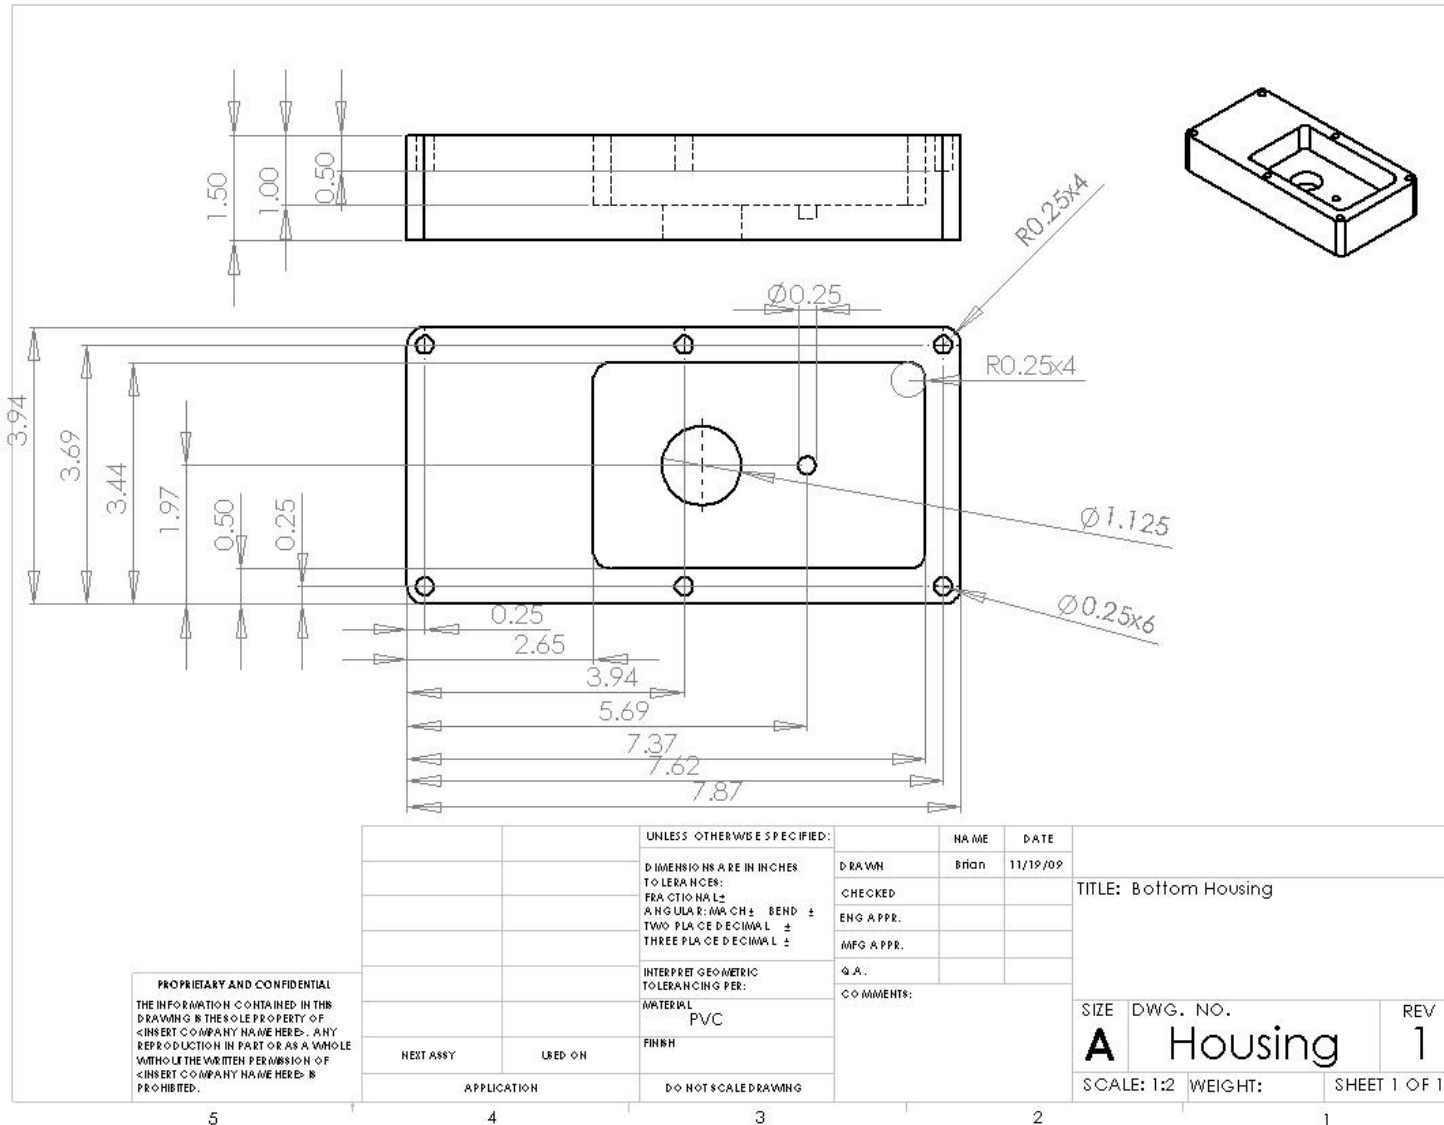 1.50
1.00
0.50
R0.25x4
Ø0.25
R0.25x4
3.94
3.69
3.44
1.97
0.50
0.25
Ø1.125
Ø0.25x6
0.25
2.65
3.94
5.69
7.37
7.62
7.87
PROPRIETARY AND CONFIDENTIAL
THE INFORMATION CONTAINED IN THIS
DRAWING IS THE SOLE PROPERTY OF
<INSERT COMPANY NAME HERE>. ANY
REPRODUCTION IN PART OR AS A WHOLE
WITHOUT THE WRITTEN PERMISSION OF
<INSERT COMPANY NAME HERE> IS
PROHIBITED.
NEXT ASSY
USED ON
APPLICATION
UNLESS OTHERWISE SPECIFIED:
DIMENSIONS ARE IN INCHES
TOLERANCES:
FRACTIONAL±
ANGULAR: MACH± BEND ±
TWO PLACE DECIMAL ±
THREE PLACE DECIMAL ±
INTERPRET GEOMETRIC
TOLERANCING PER:
MATERIAL
PVC
FINISH
DO NOT SCALE DRAWING
NAME DATE
DRAWN Brian 11/19/09
CHECKED
ENG APPR.
MFG APPR.
Q.A.
COMMENTS:
TITLE: Bottom Housing
SIZE DWG. NO. REV
A Housing 1
SCALE: 1:2 WEIGHT: SHEET 1 OF 1
5 4 3 2 1